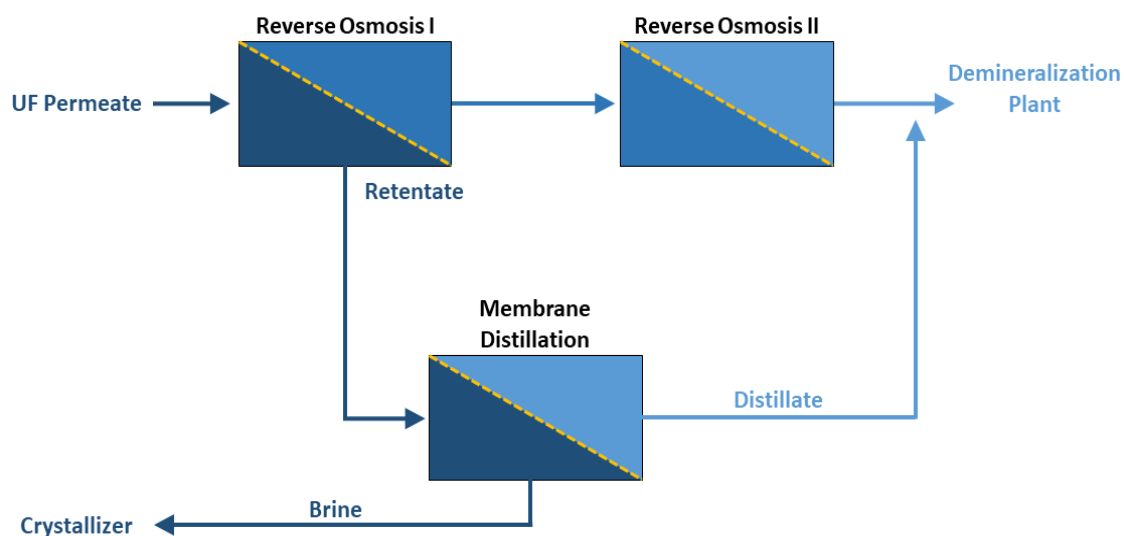 Reverse Osmosis I
Reverse Osmosis II
UF Permeate
Demineralization
Plant
Retentate
Membrane
Distillation
Distillate
Brine
Crystallizer